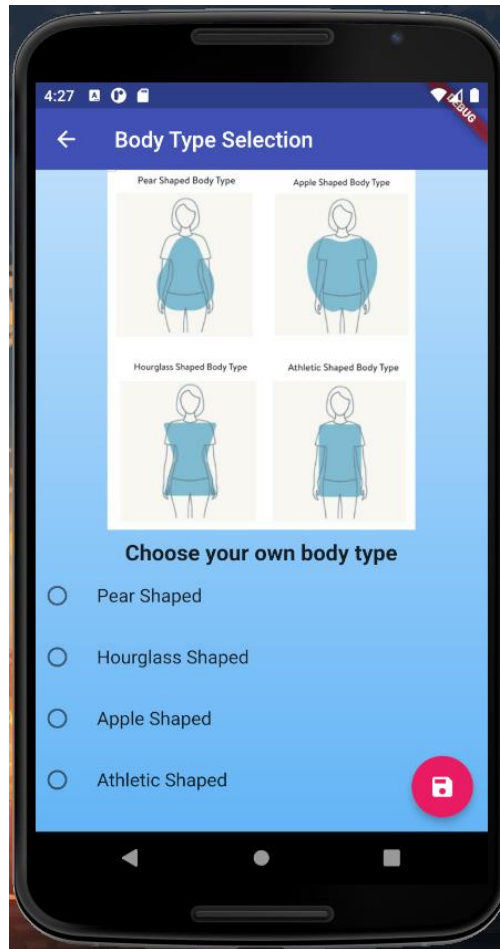 4:27
DEBUG
Body Type Selection
Pear Shaped Body Type
Apple Shaped Body Type
Hourglass Shaped Body Type
Athletic Shaped Body Type
Choose your own body type
Pear Shaped
Hourglass Shaped
Apple Shaped
Athletic Shaped